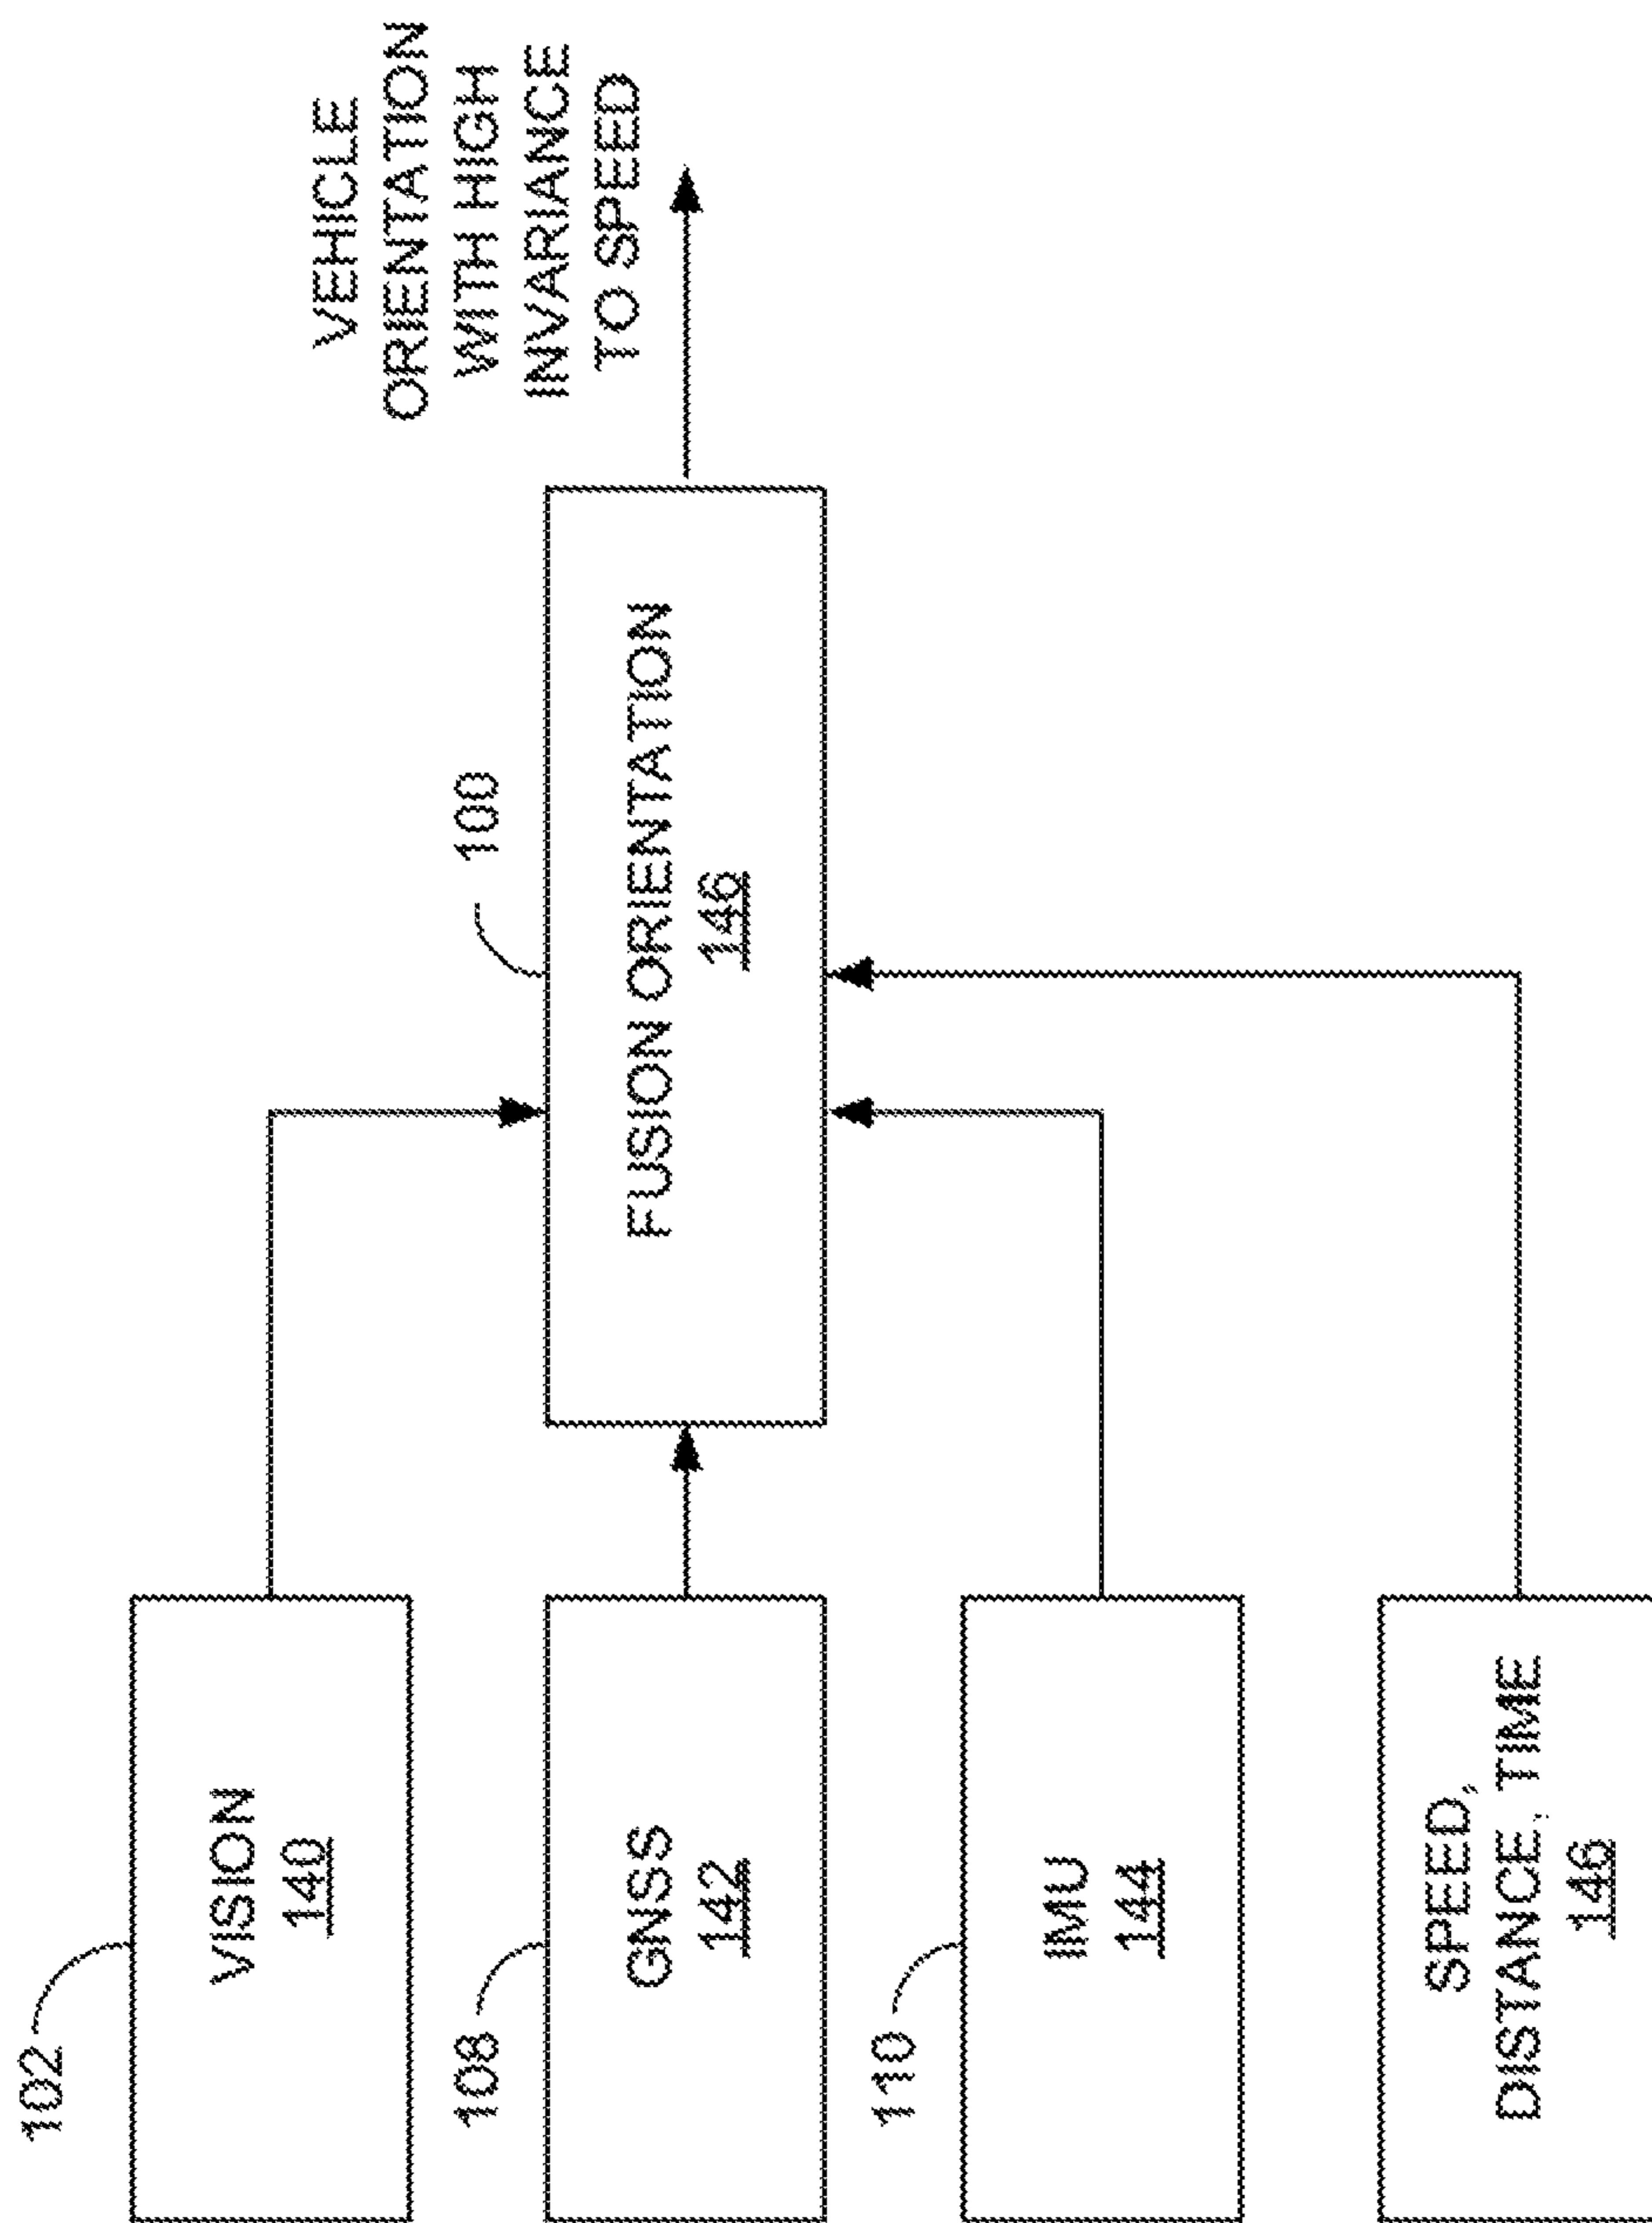 102
VISION
140
108
GNSS
142
110
IMU
144
SPEED,
DISTANCE, TIME
146
100
FUSION ORIENTATION
146
VEHICLE
ORIENTATION
WITH HIGH
INVARIANCE
TO SPEED